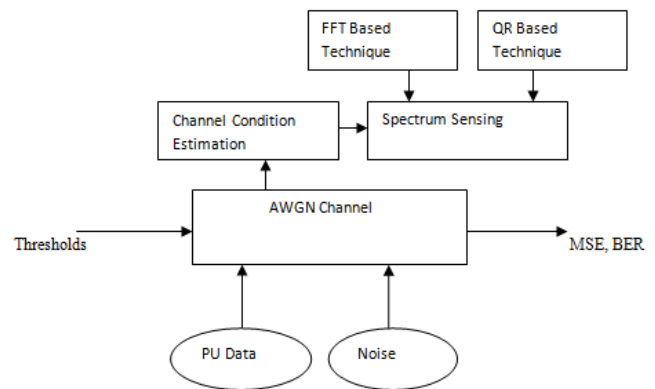 FFT Based
Technique
QR Based
Technique
Channel Condition
Estimation
Spectrum Sensing
AWGN Channel
Thresholds
MSE, BER
PU Data
Noise